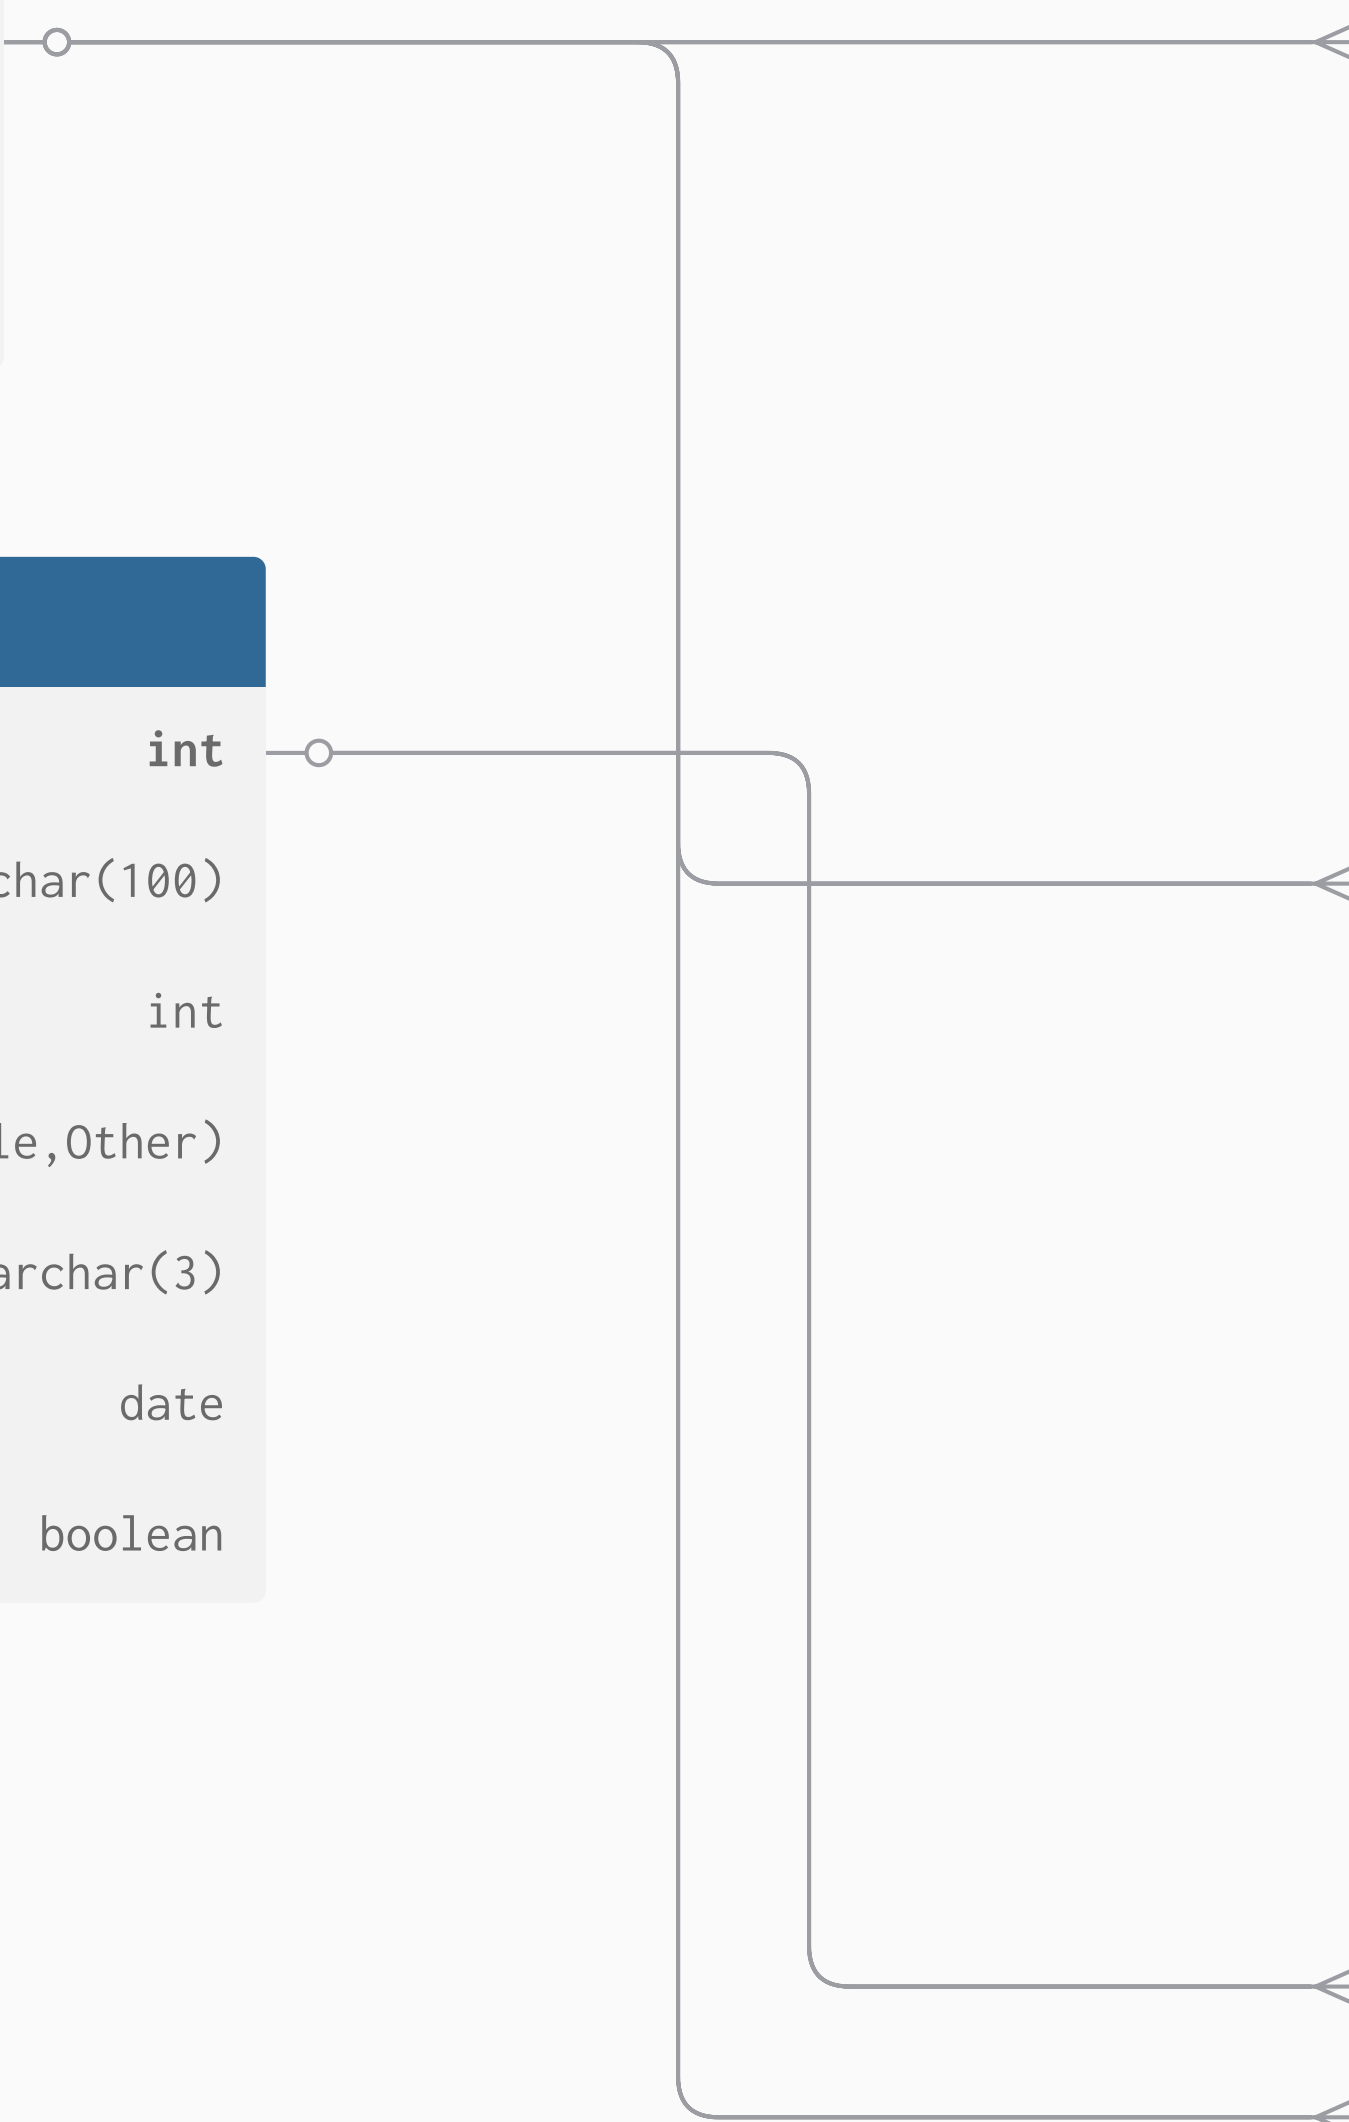 int
char(100)
int
le,Other)
archar(3)
date
boolean